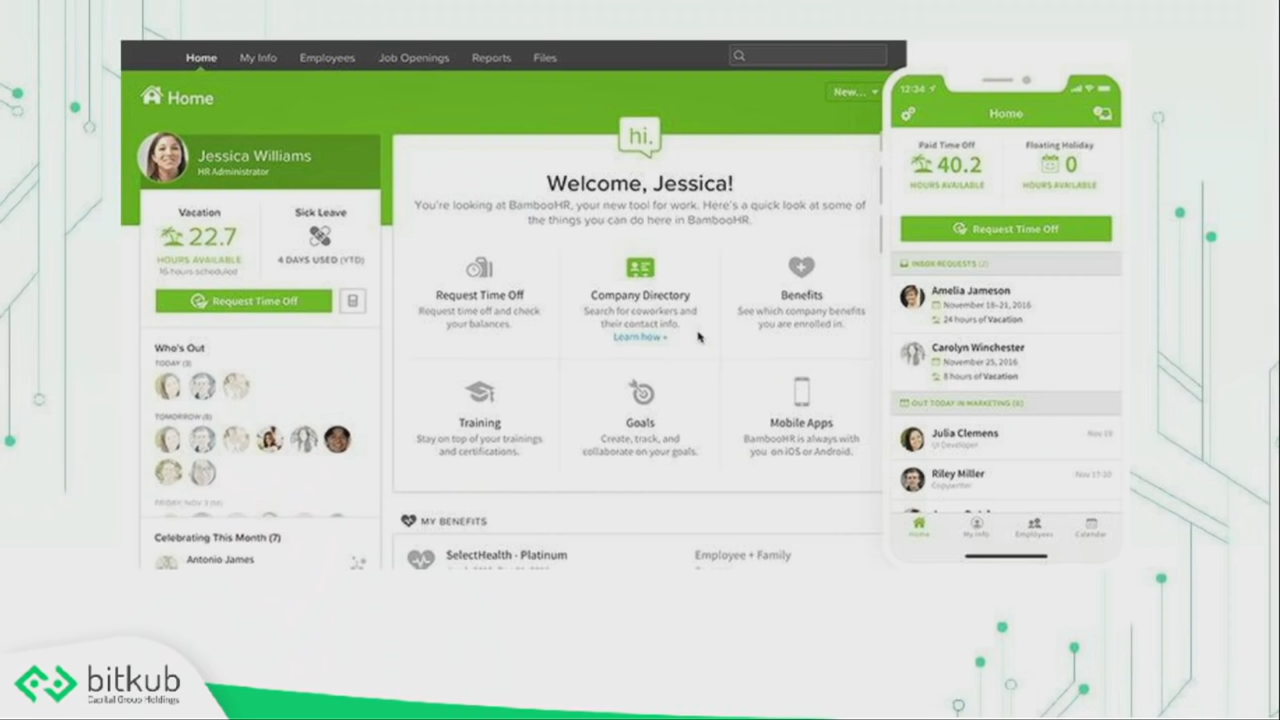 Home My Info Employees Job Openings Reports Files
Home
New...
Jessica Williams
HR Administrator
Vacation
22.7
HOURS AVAILABLE
16 hours scheduled
Sick Leave
4 DAYS USED (YTD)
Request Time Off
Who's Out
TODAY (3)
TOMORROW (8)
Celebrating This Month (7)
Antonio James
hi.
Welcome, Jessica!
You're looking at BambooHR, your new tool for work. Here's a quick look at some of
the things you can do here in BambooHR.
Request Time Off
Request time off and check
your balances.
Company Directory
Search for coworkers and
their contact info.
Learn how »
Benefits
See which company benefits
you are enrolled in.
Training
Stay on top of your trainings
and certifications.
Goals
Create, track, and
collaborate on your goals.
Mobile Apps
BambooHR is always with
you on iOS or Android.
MY BENEFITS
SelectHealth - Platinum
Employee + Family
12:34
Home
Paid Time Off
40.2
HOURS AVAILABLE
Floating Holiday
0
HOURS AVAILABLE
Request Time Off
INBOX REQUESTS (2)
Amelia Jameson
November 18-21, 2016
24 hours of Vacation
Carolyn Winchester
November 25, 2016
8 hours of Vacation
OUT TODAY IN MARKETING (8)
Julia Clemens
Nov 19
UI Developer
Riley Miller
Nov 17-20
Copywriter
Home My Info Employees Calendar
bitkub
Capital Group Holdings